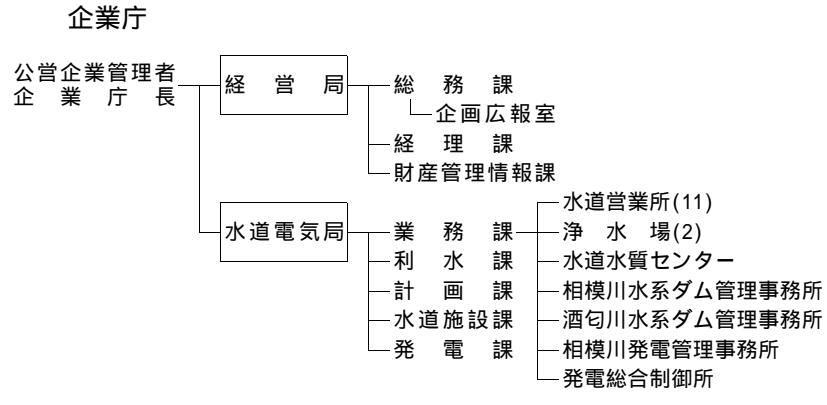 企業庁
公営企業管理者
企業庁長
経営局
総務課
企画広報室
経理課
財産管理情報課
水道電気局
業務課
利水課
計画課
水道施設課
発電課
水道営業所(11)
浄水場(2)
水道水質センター
相模川水系ダム管理事務所
酒匂川水系ダム管理事務所
相模川発電管理事務所
発電総合制御所